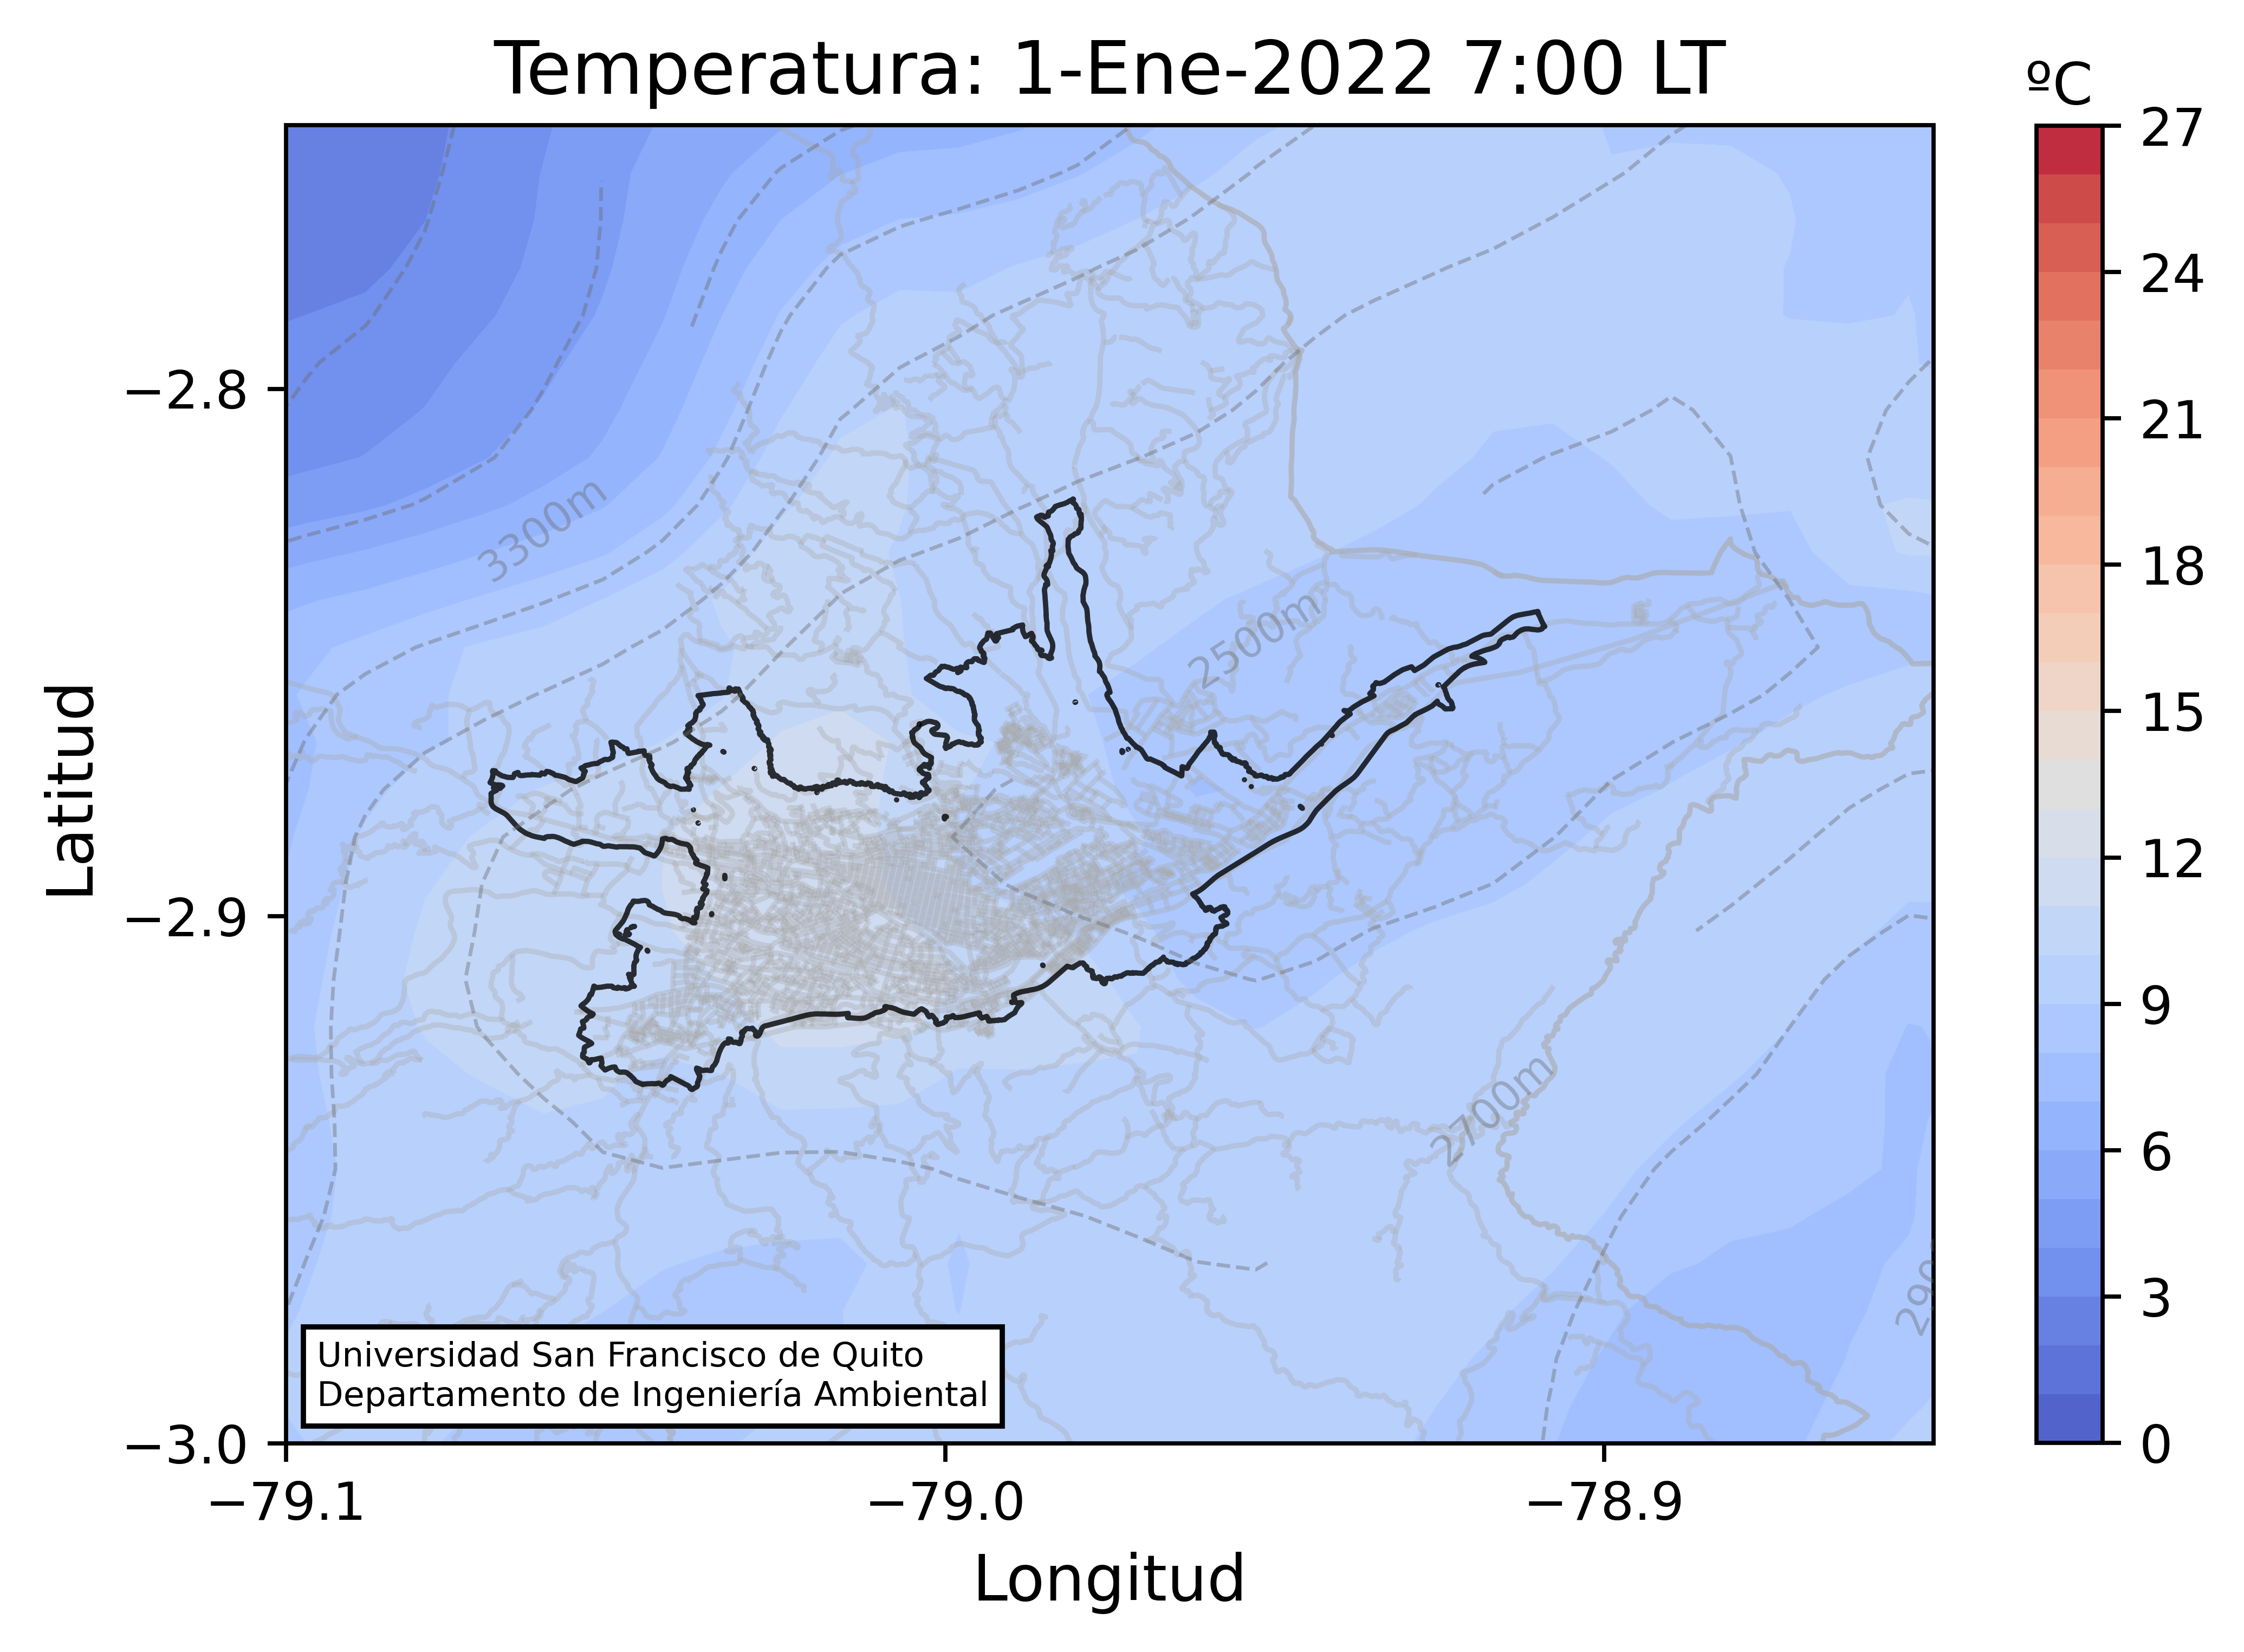 Temperatura: 1-Ene-2022 7:00 LT
ºC
27
24
21
18
15
12
9
6
3
0
Latitud
−2.8
−2.9
−3.0
3300m
2500m
2700m
290
Universidad San Francisco de Quito
Departamento de Ingeniería Ambiental
−79.1
−79.0
−78.9
Longitud